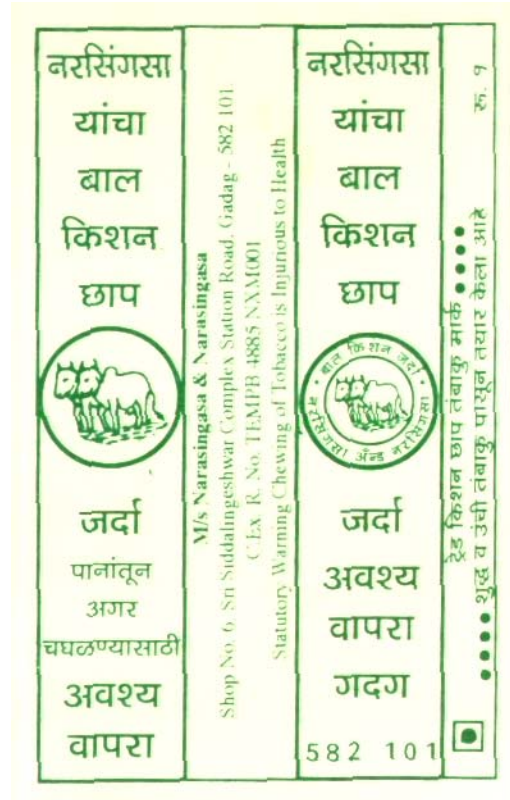 नरसिंगसा
यांचा
बाल
किशन
छाप
जर्दा
पानांतून
अगर
चघळण्यासाठी
अवश्य
वापरा
M/s Narasingasa & Narasingasa
Shop No. 6, Sri Siddalingeshwar Complex Station Road, Gadag - 582 101.
C.Ex. R. No. TEMPB 4885 NXM001
Statutory Warning Chewing of Tobacco is Injurious to Health
नरसिंगसा
यांचा
बाल
किशन
छाप
• बाल किशन जर्दा •
नरसिंगसा ॲन्ड नरसिंगसा
जर्दा
अवश्य
वापरा
गदग
582 101
ट्रेड किशन छाप तंबाकु मार्क ••••
•••• शुद्ध व उंची तंबाकु पासून तयार केला आहे
रू. १